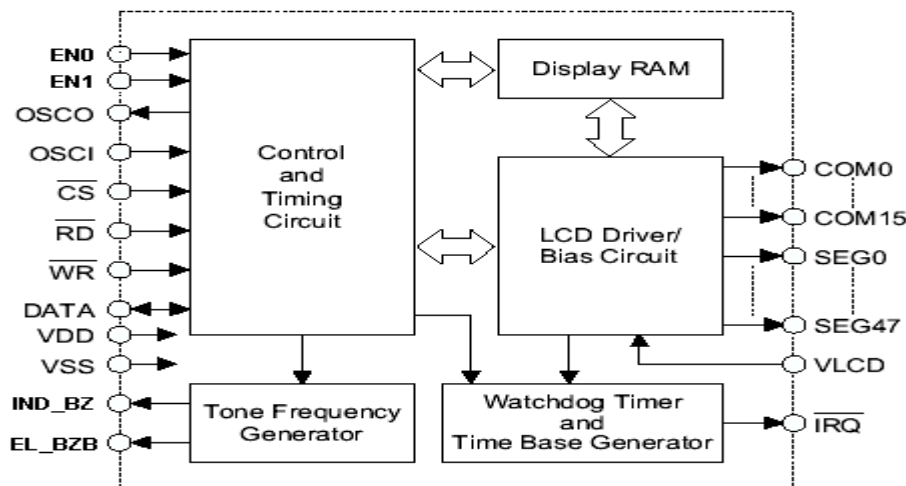 EN0
EN1
OSCO
OSCI
CS
RD
WR
DATA
VDD
VSS
IND_BZ
EL_BZB
Control
and
Timing
Circuit
Display RAM
LCD Driver/
Bias Circuit
Tone Frequency
Generator
Watchdog Timer
and
Time Base Generator
COM0
COM15
SEG0
SEG47
VLCD
IRQ